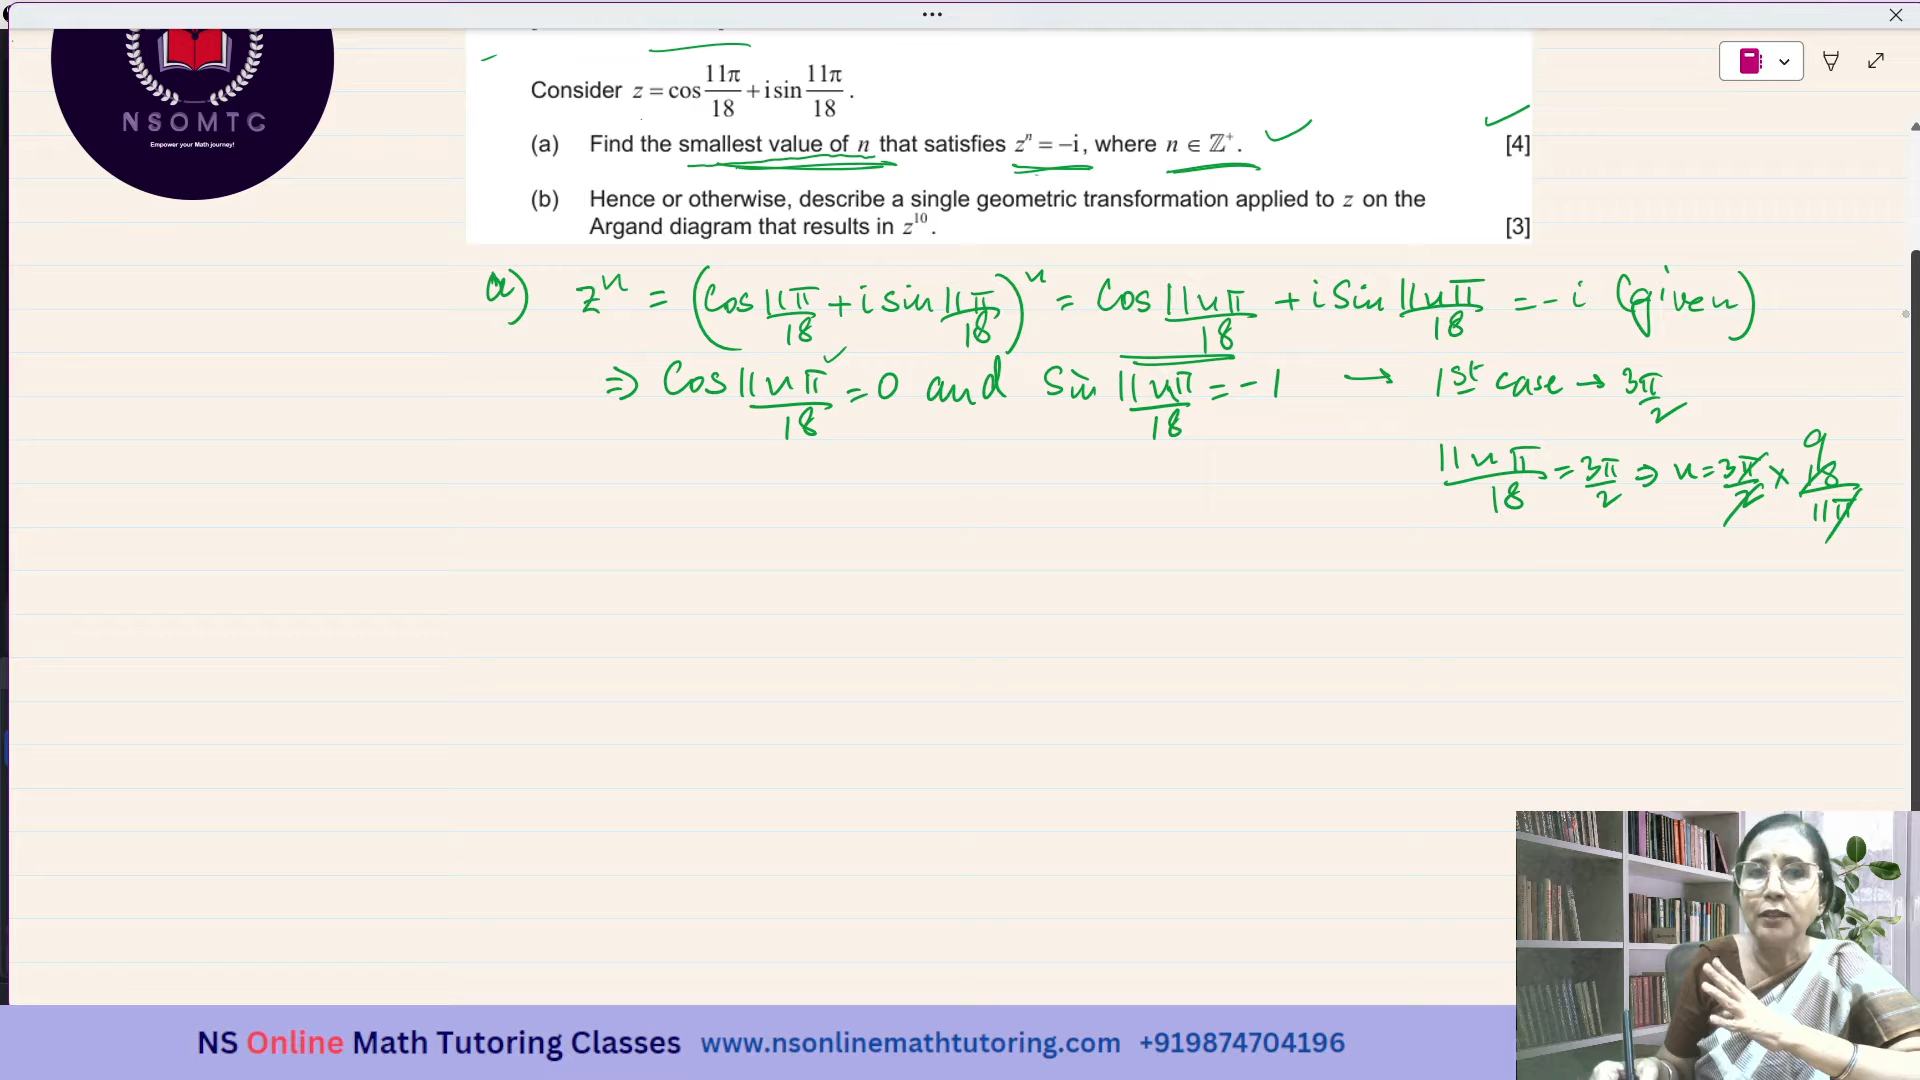 NSOMTC
Empower your Math journey!
Consider z = cos 11π/18 + i sin 11π/18 .
(a) Find the smallest value of n that satisfies zⁿ = −i, where n ∈ ℤ⁺. [4]
(b) Hence or otherwise, describe a single geometric transformation applied to z on the
Argand diagram that results in z¹⁰. [3]
a) zⁿ = (cos 11π/18 + i sin 11π/18)ⁿ = cos 11nπ/18 + i sin 11nπ/18 = −i (given)
⇒ cos 11nπ/18 = 0 and sin 11nπ/18 = −1 → 1st case → 3π/2
11nπ/18 = 3π/2 ⇒ n = 3π/2 × 18/11π 9
NS Online Math Tutoring Classes www.nsonlinemathtutoring.com +919874704196